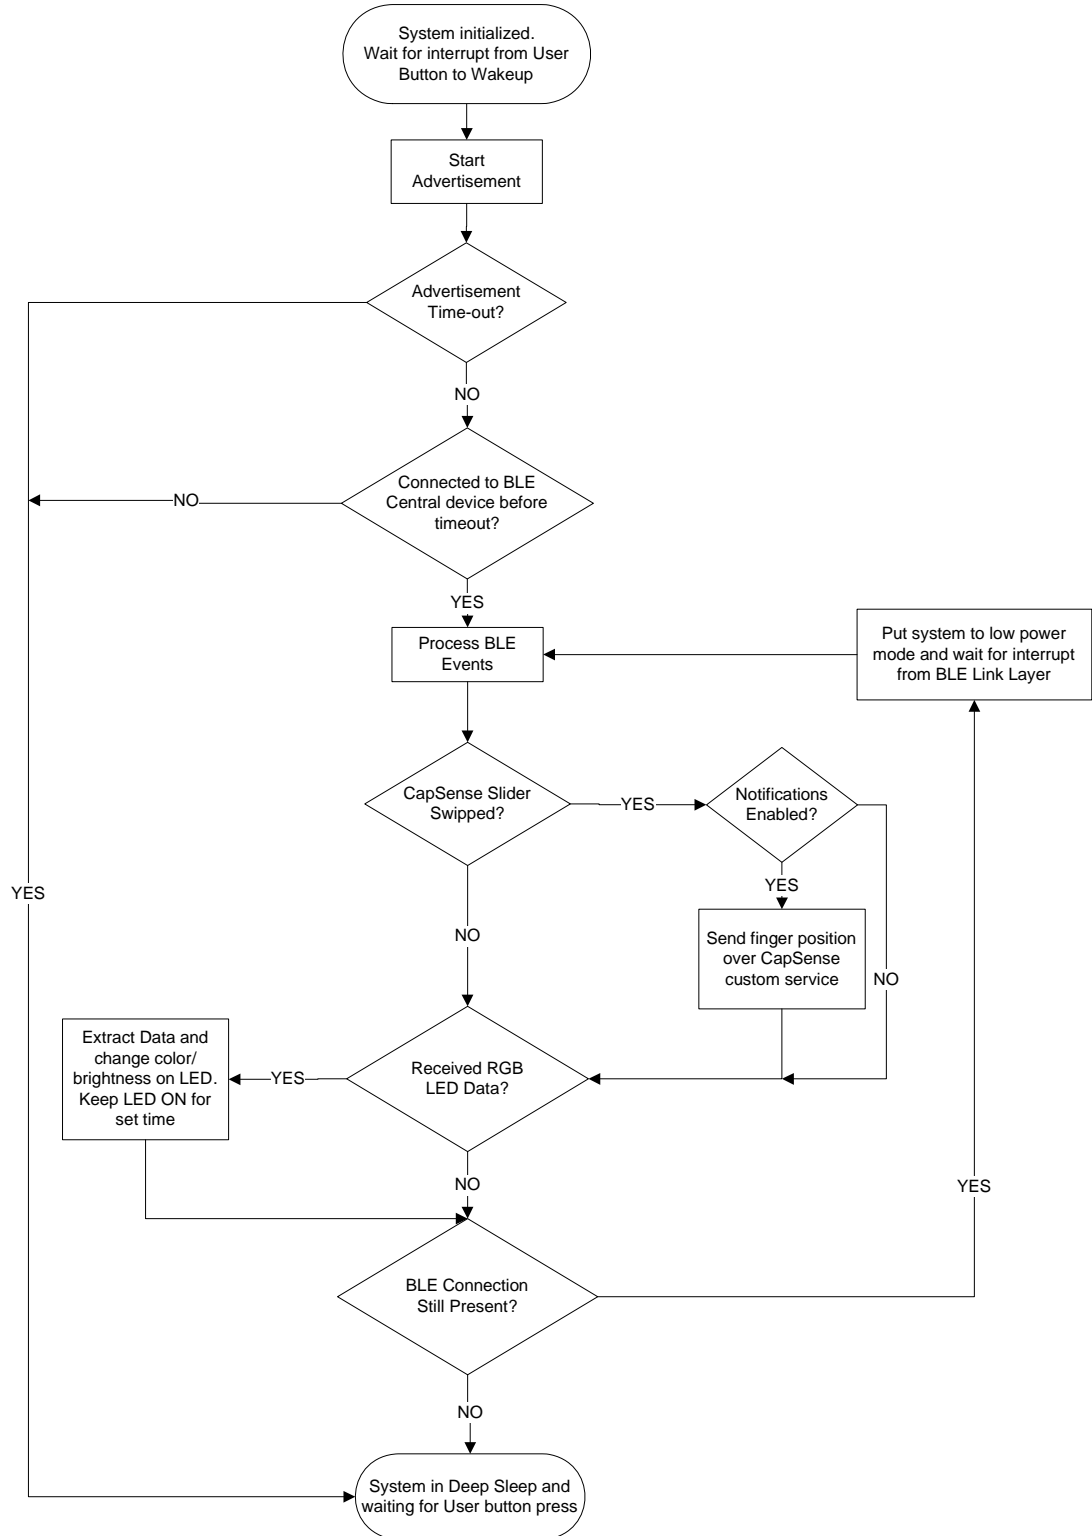 System initialized.
Wait for interrupt from User
Button to Wakeup
Start
Advertisement
Advertisement
Time-out?
NO
Connected to BLE
Central device before
timeout?
NO
YES
Process BLE
Events
Put system to low power
mode and wait for interrupt
from BLE Link Layer
CapSense Slider
Swipped?
YES
Notifications
Enabled?
YES
YES
NO
Send finger position
over CapSense
custom service
NO
Extract Data and
change color/
brightness on LED.
Keep LED ON for
set time
YES
Received RGB
LED Data?
NO
YES
BLE Connection
Still Present?
NO
System in Deep Sleep and
waiting for User button press